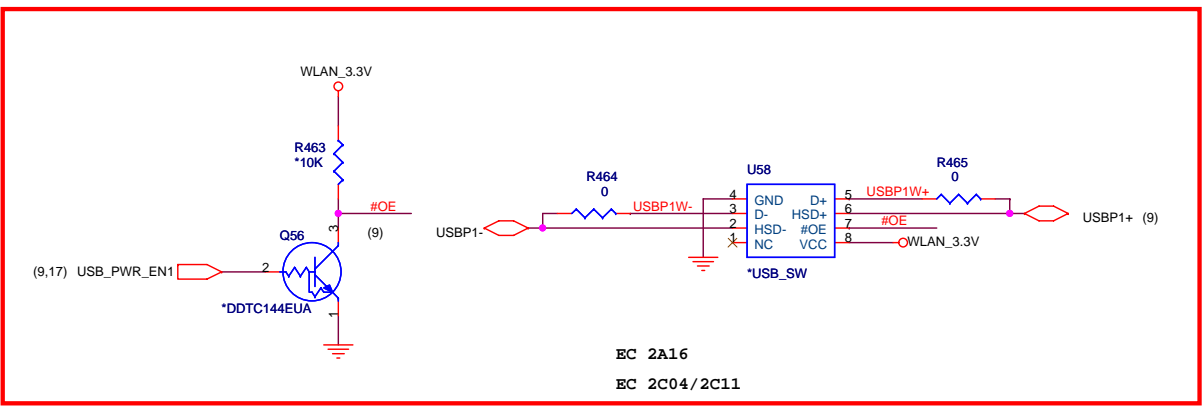 WLAN_3.3V
R463
*10K
#OE
3
(9)
Q56
(9,17) USB_PWR_EN1
2
*DDTC144EUA
1
R464
0
USBP1W-
USBP1-
U58
4 GND D+ 5
3 D- HSD+ 6
2 HSD- #OE 7
1 NC VCC 8
*USB_SW
USBP1W+
R465
0
#OE
WLAN_3.3V
USBP1+ (9)
EC 2A16
EC 2C04/2C11